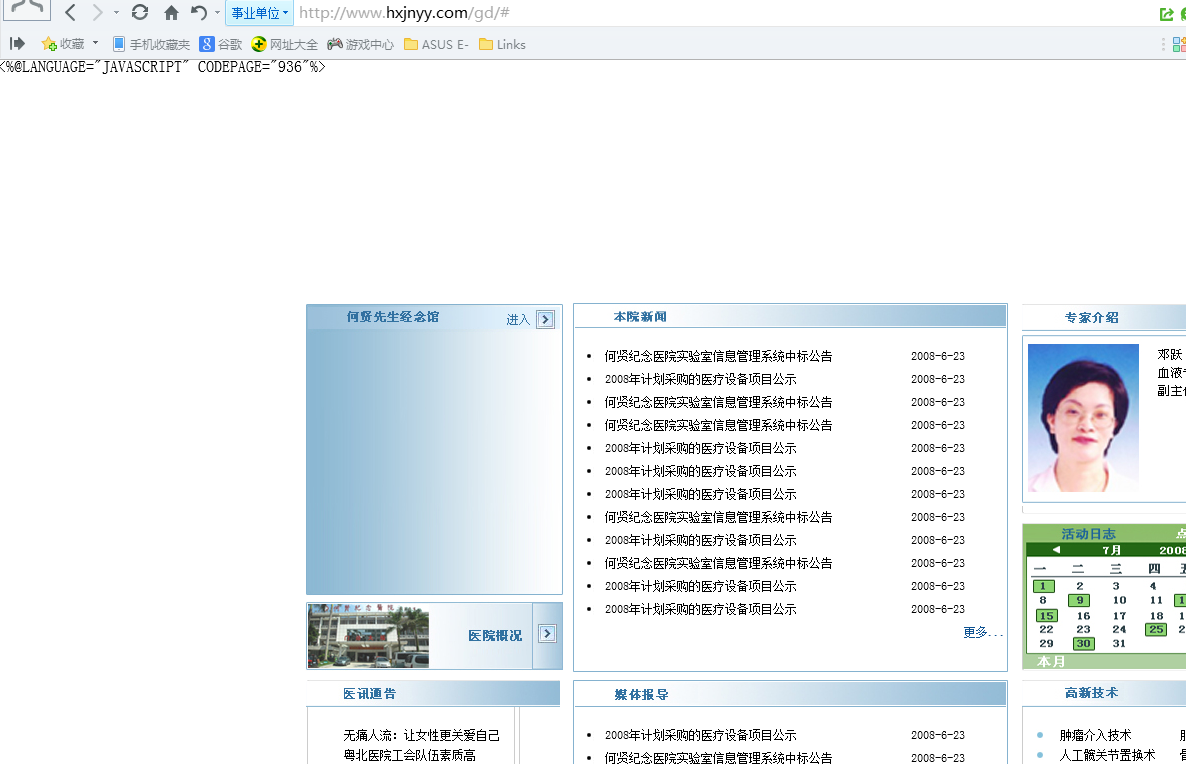 事业单位 http://www.hxjnyy.com/gd/#
收藏 手机收藏夹 谷歌 网址大全 游戏中心 ASUS E- Links
<%@LANGUAGE="JAVASCRIPT" CODEPAGE="936"%>
何贤先生经念馆 进入
本院新闻
何贤纪念医院实验室信息管理系统中标公告 2008-6-23
2008年计划采购的医疗设备项目公示 2008-6-23
何贤纪念医院实验室信息管理系统中标公告 2008-6-23
何贤纪念医院实验室信息管理系统中标公告 2008-6-23
2008年计划采购的医疗设备项目公示 2008-6-23
2008年计划采购的医疗设备项目公示 2008-6-23
2008年计划采购的医疗设备项目公示 2008-6-23
何贤纪念医院实验室信息管理系统中标公告 2008-6-23
2008年计划采购的医疗设备项目公示 2008-6-23
何贤纪念医院实验室信息管理系统中标公告 2008-6-23
2008年计划采购的医疗设备项目公示 2008-6-23
2008年计划采购的医疗设备项目公示 2008-6-23
更多...
专家介绍
邓跃
血液
副主
活动日志 点
7月 2008
一 二 三 四 五
1 2 3 4
8 9 10 11 1
15 16 17 18 1
22 23 24 25 2
29 30 31
本月
医院概况
医讯通告
无痛人流：让女性更关爱自己
粤北医院工会队伍素质高
媒体报导
2008年计划采购的医疗设备项目公示 2008-6-23
何贤纪念医院实验室信息管理系统中标公告 2008-6-23
高新技术
肿瘤介入技术
人工髋关节置换术